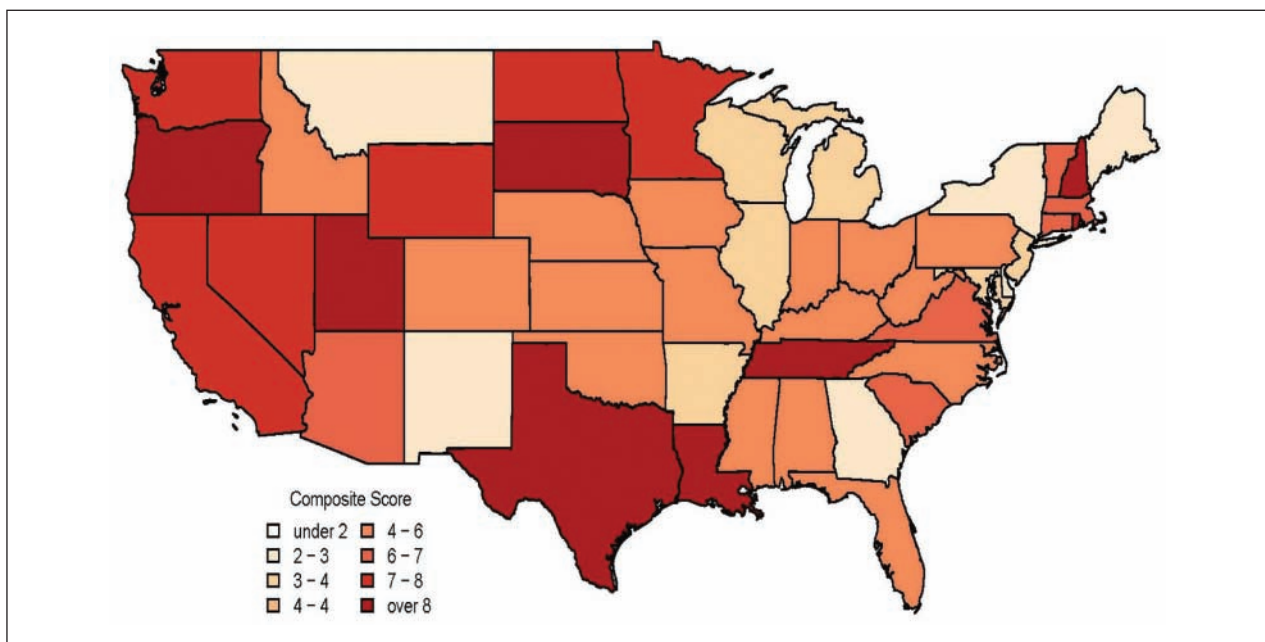 Composite Score
under 2
2 – 3
3 – 4
4 – 4
4 – 6
6 – 7
7 – 8
over 8